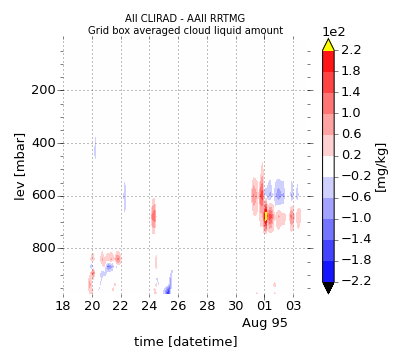 All CLIRAD - AAll RRTMG
Grid box averaged cloud liquid amount
1e2
2.2
1.8
1.4
1.0
0.6
0.2
−0.2
−0.6
−1.0
−1.4
−1.8
−2.2
[mg/kg]
lev [mbar]
200
400
600
800
18 20 22 24 26 28 30 01 03
Aug 95
time [datetime]